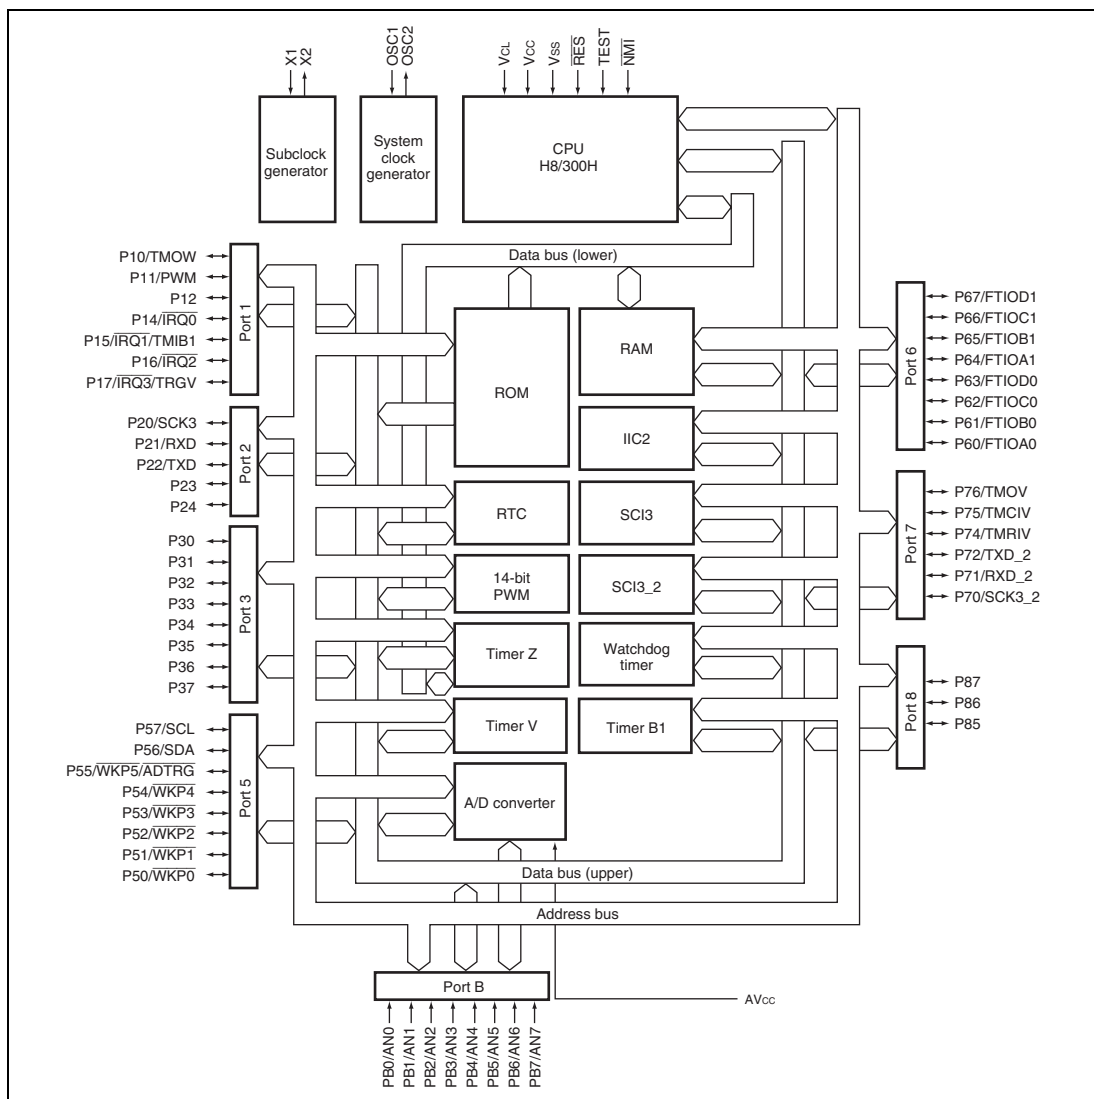 X1
X2
OSC1
OSC2
VCL
VCC
VSS
RES
TEST
NMI
Subclock
generator
System
clock
generator
CPU
H8/300H
Data bus (lower)
P10/TMOW
P11/PWM
P12
P14/IRQ0
P15/IRQ1/TMIB1
P16/IRQ2
P17/IRQ3/TRGV
Port 1
P20/SCK3
P21/RXD
P22/TXD
P23
P24
Port 2
P30
P31
P32
P33
P34
P35
P36
P37
Port 3
P57/SCL
P56/SDA
P55/WKP5/ADTRG
P54/WKP4
P53/WKP3
P52/WKP2
P51/WKP1
P50/WKP0
Port 5
ROM
RAM
IIC2
RTC
SCI3
14-bit
PWM
SCI3_2
Timer Z
Watchdog
timer
Timer V
Timer B1
A/D converter
Port 6
P67/FTIOD1
P66/FTIOC1
P65/FTIOB1
P64/FTIOA1
P63/FTIOD0
P62/FTIOC0
P61/FTIOB0
P60/FTIOA0
Port 7
P76/TMOV
P75/TMCIV
P74/TMRIV
P72/TXD_2
P71/RXD_2
P70/SCK3_2
Port 8
P87
P86
P85
Data bus (upper)
Address bus
Port B
AVCC
PB0/AN0
PB1/AN1
PB2/AN2
PB3/AN3
PB4/AN4
PB5/AN5
PB6/AN6
PB7/AN7